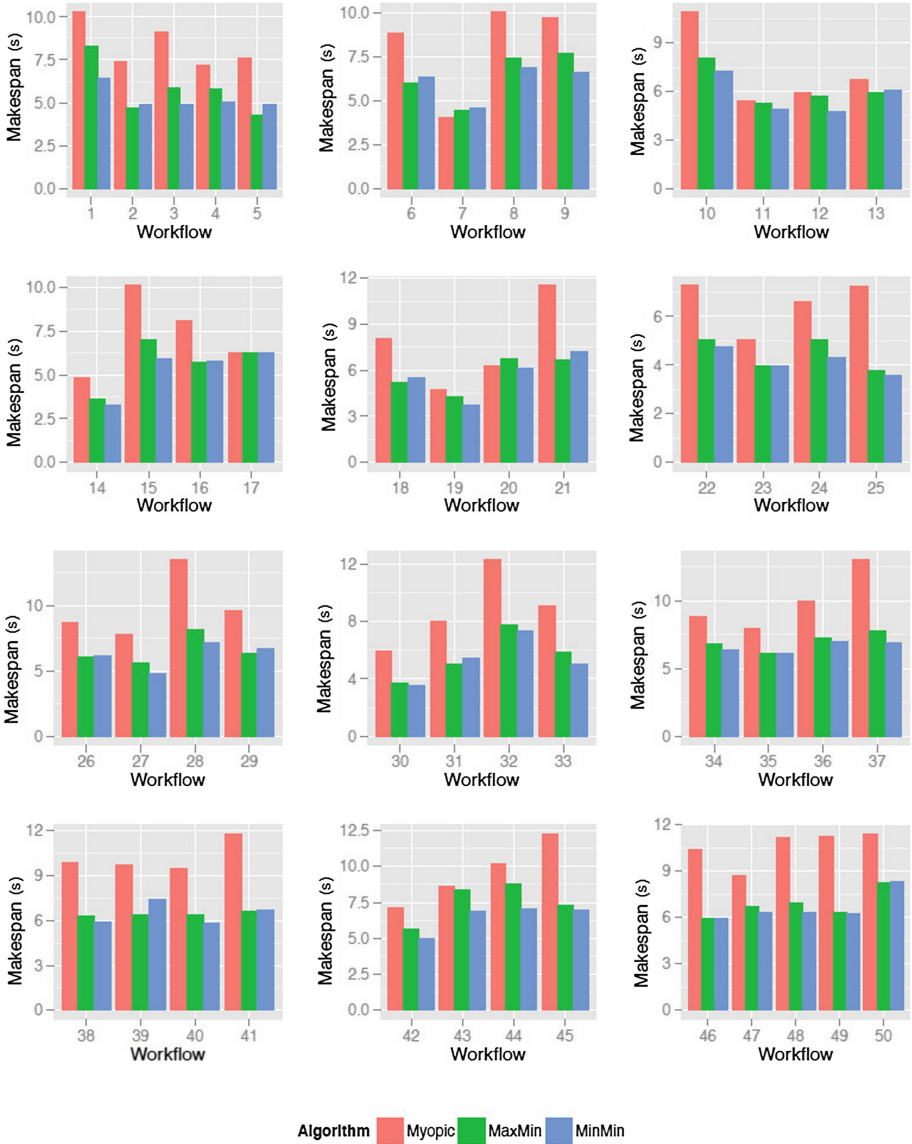 Makespan (s)
10.0
7.5
5.0
2.5
0.0
1 2 3 4 5
Workflow
Makespan (s)
10.0
7.5
5.0
2.5
0.0
6 7 8 9
Workflow
Makespan (s)
9
6
3
0
10 11 12 13
Workflow
Makespan (s)
10.0
7.5
5.0
2.5
0.0
14 15 16 17
Workflow
Makespan (s)
12
9
6
3
0
18 19 20 21
Workflow
Makespan (s)
6
4
2
0
22 23 24 25
Workflow
Makespan (s)
10
5
0
26 27 28 29
Workflow
Makespan (s)
12
8
4
0
30 31 32 33
Workflow
Makespan (s)
10
5
0
34 35 36 37
Workflow
Makespan (s)
12
9
6
3
0
38 39 40 41
Workflow
Makespan (s)
12.5
10.0
7.5
5.0
2.5
0.0
42 43 44 45
Workflow
Makespan (s)
12
9
6
3
0
46 47 48 49 50
Workflow
Algorithm Myopic MaxMin MinMin